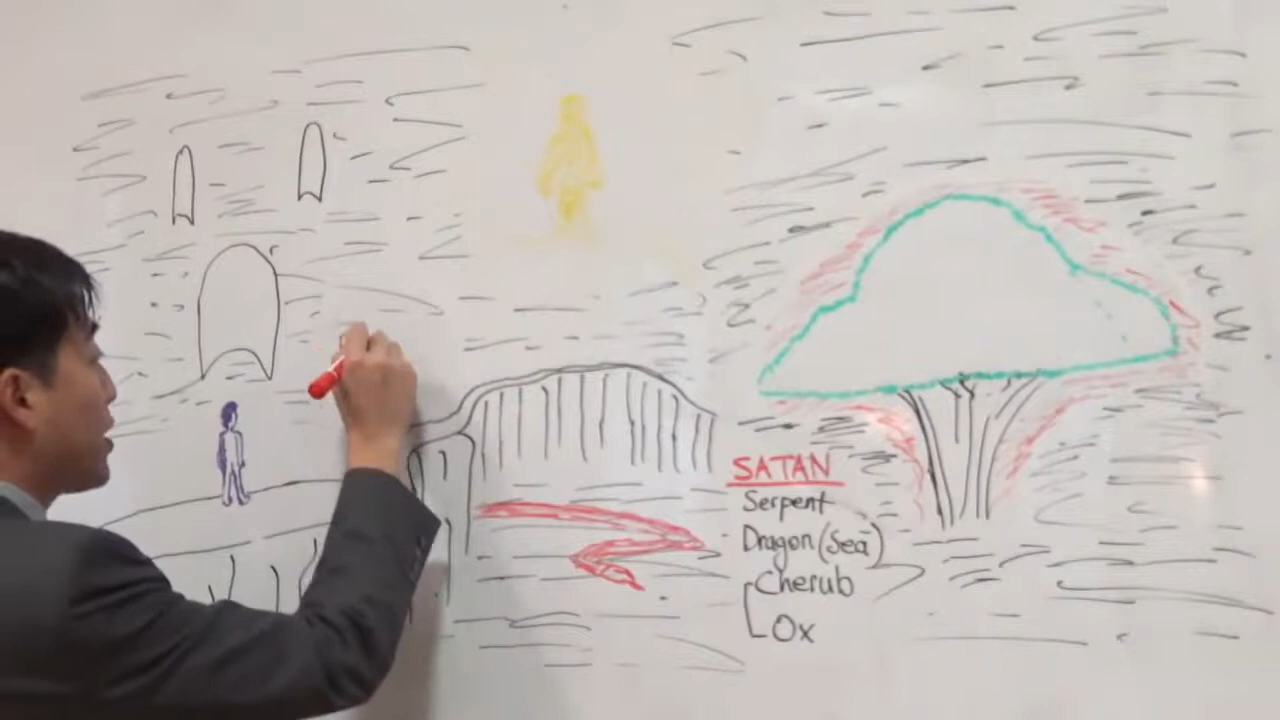 SATAN
Serpent
Dragon (Sea)
Cherub
Ox